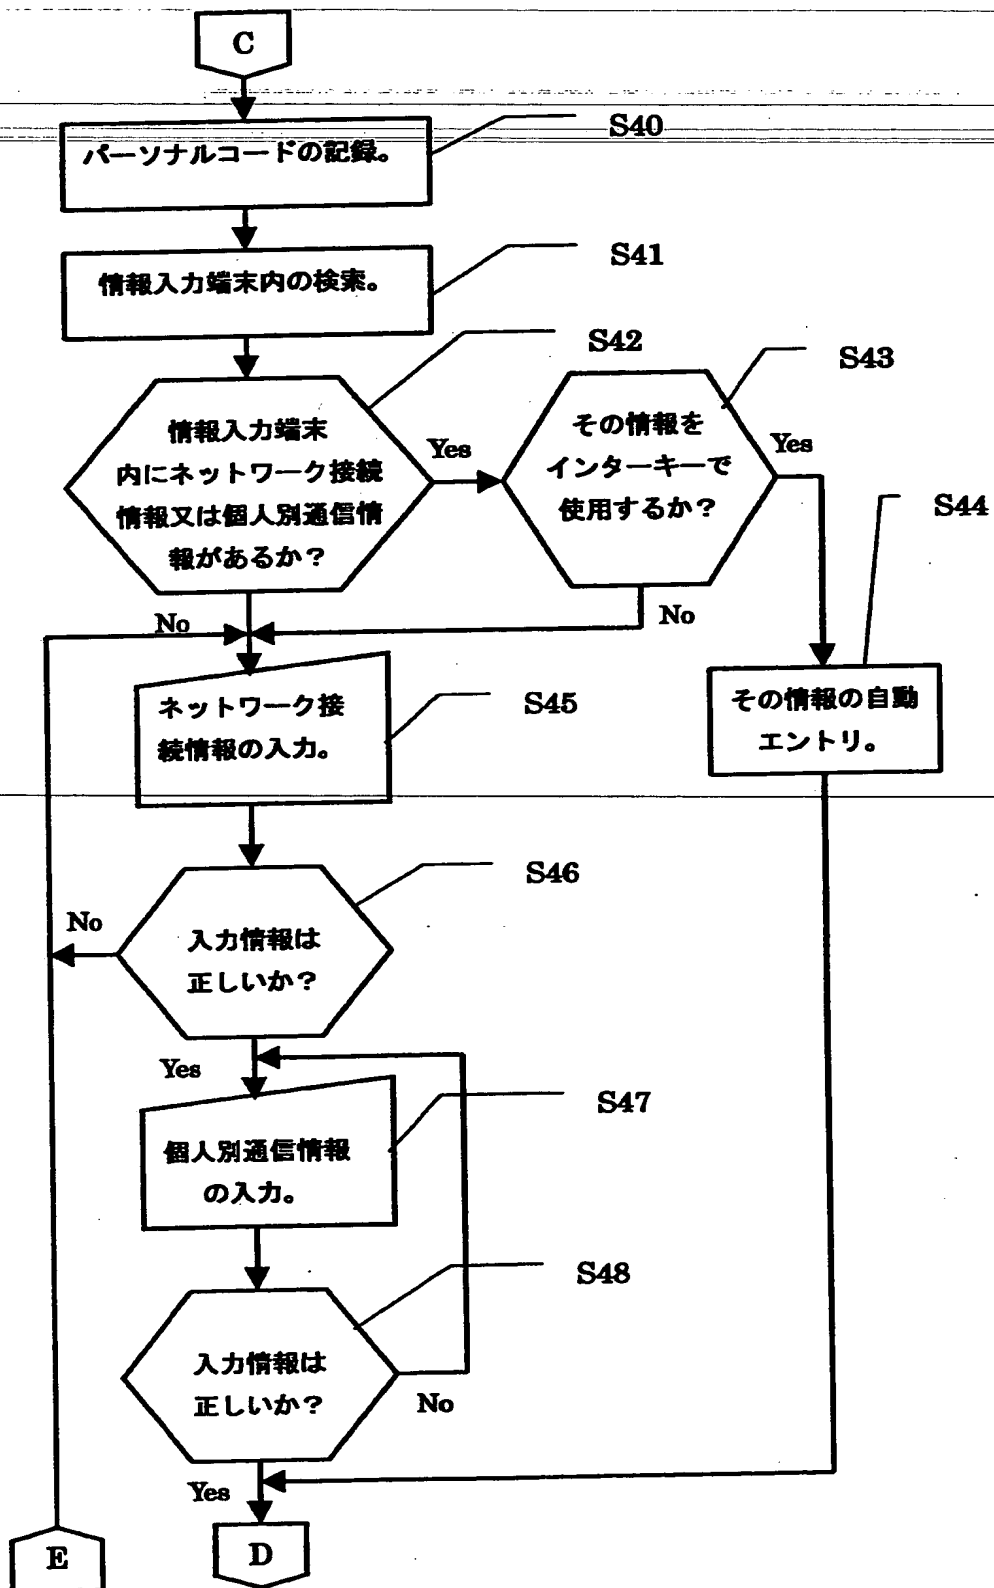 C
S40
パーソナルコードの記録。
S41
情報入力端末内の検索。
S42
S43
情報入力端末
内にネットワーク接続
情報又は個人別通信情
報があるか？
Yes
その情報を
インターキーで
使用するか？
Yes
S44
No
No
ネットワーク接
続情報の入力。
S45
その情報の自動
エントリ。
S46
No
入力情報は
正しいか？
Yes
S47
個人別通信情報
の入力。
S48
入力情報は
正しいか？
No
Yes
E
D